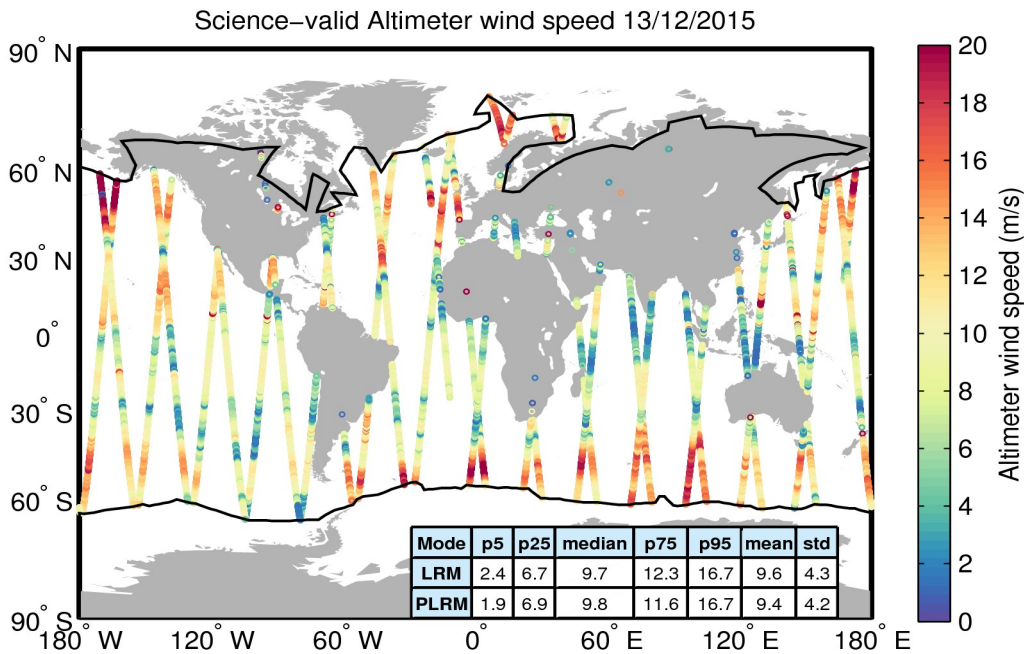 Science−valid Altimeter wind speed 13/12/2015
90° N
60° N
30° N
0°
30° S
60° S
90° S
180° W
120° W
60° W
0°
60° E
120° E
180° E
Mode p5 p25 median p75 p95 mean std
LRM 2.4 6.7 9.7 12.3 16.7 9.6 4.3
PLRM 1.9 6.9 9.8 11.6 16.7 9.4 4.2
20
18
16
14
12
10
8
6
4
2
0
Altimeter wind speed (m/s)